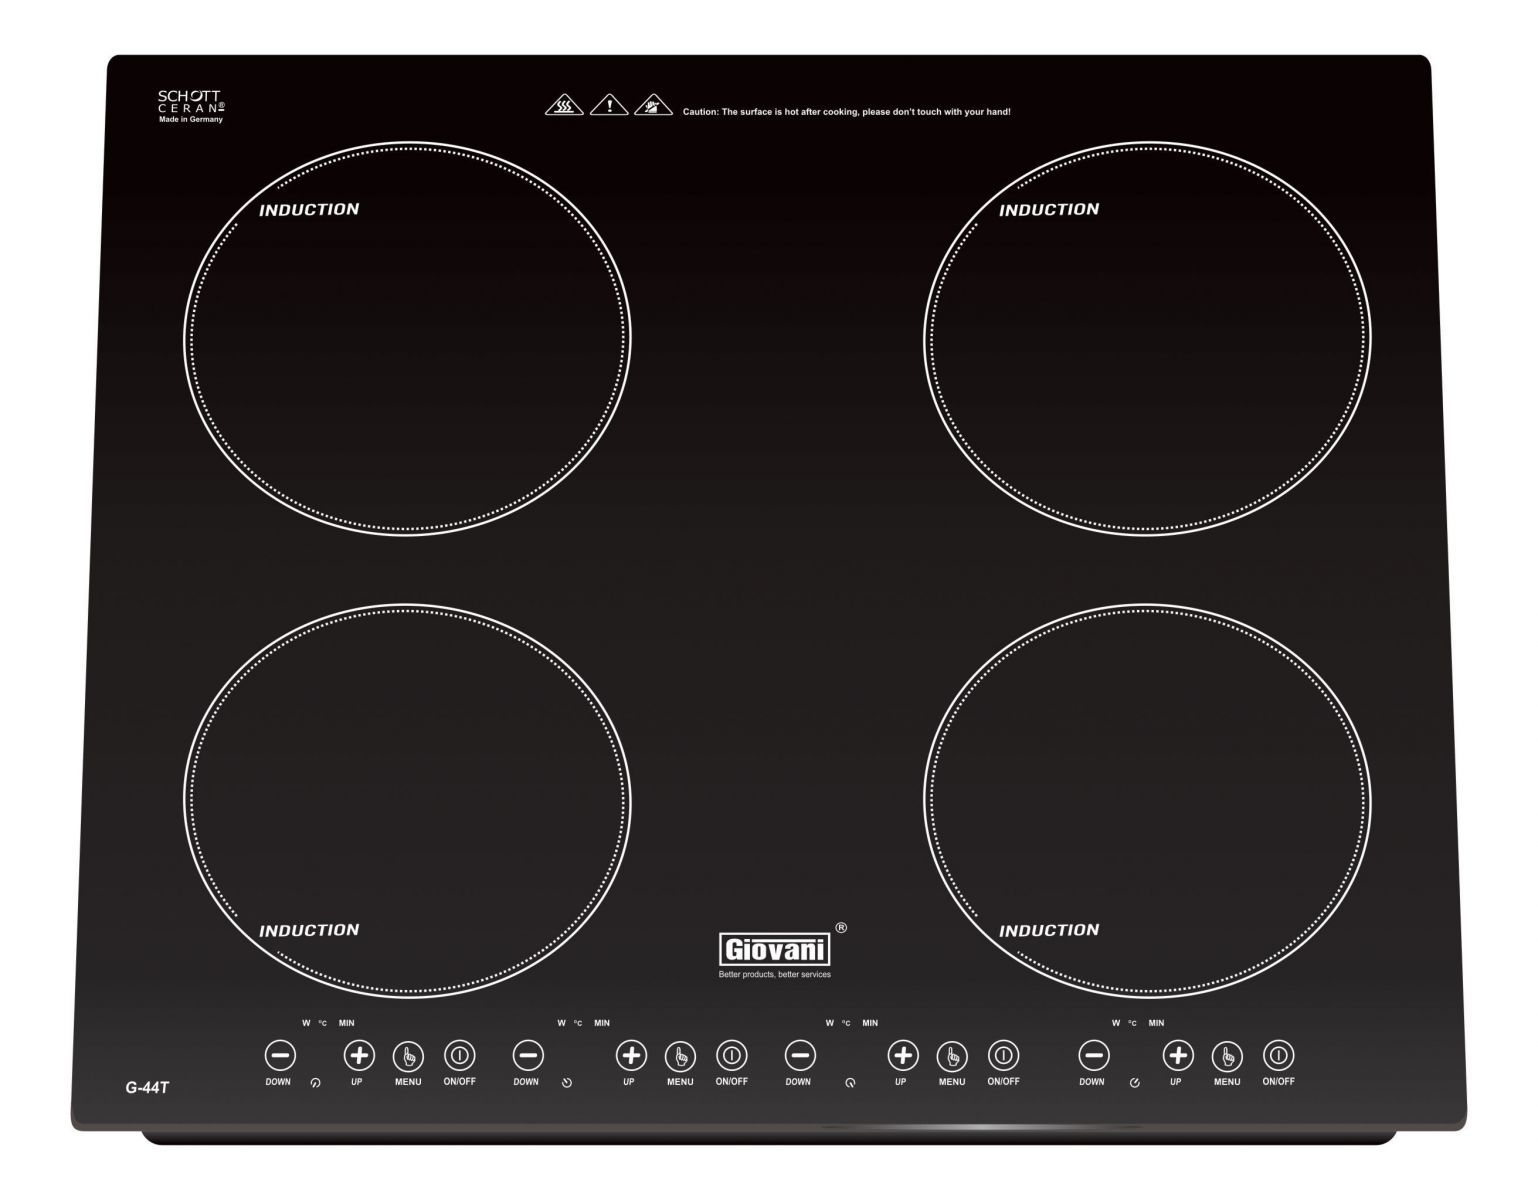 SCHOTT
CERAN®
Made in Germany
Caution: The surface is hot after cooking, please don't touch with your hand!
INDUCTION
INDUCTION
INDUCTION
INDUCTION
Giovani ®
Better products, better services
W °C MIN W °C MIN W °C MIN W °C MIN
DOWN UP MENU ON/OFF DOWN UP MENU ON/OFF DOWN UP MENU ON/OFF DOWN UP MENU ON/OFF
G-44T